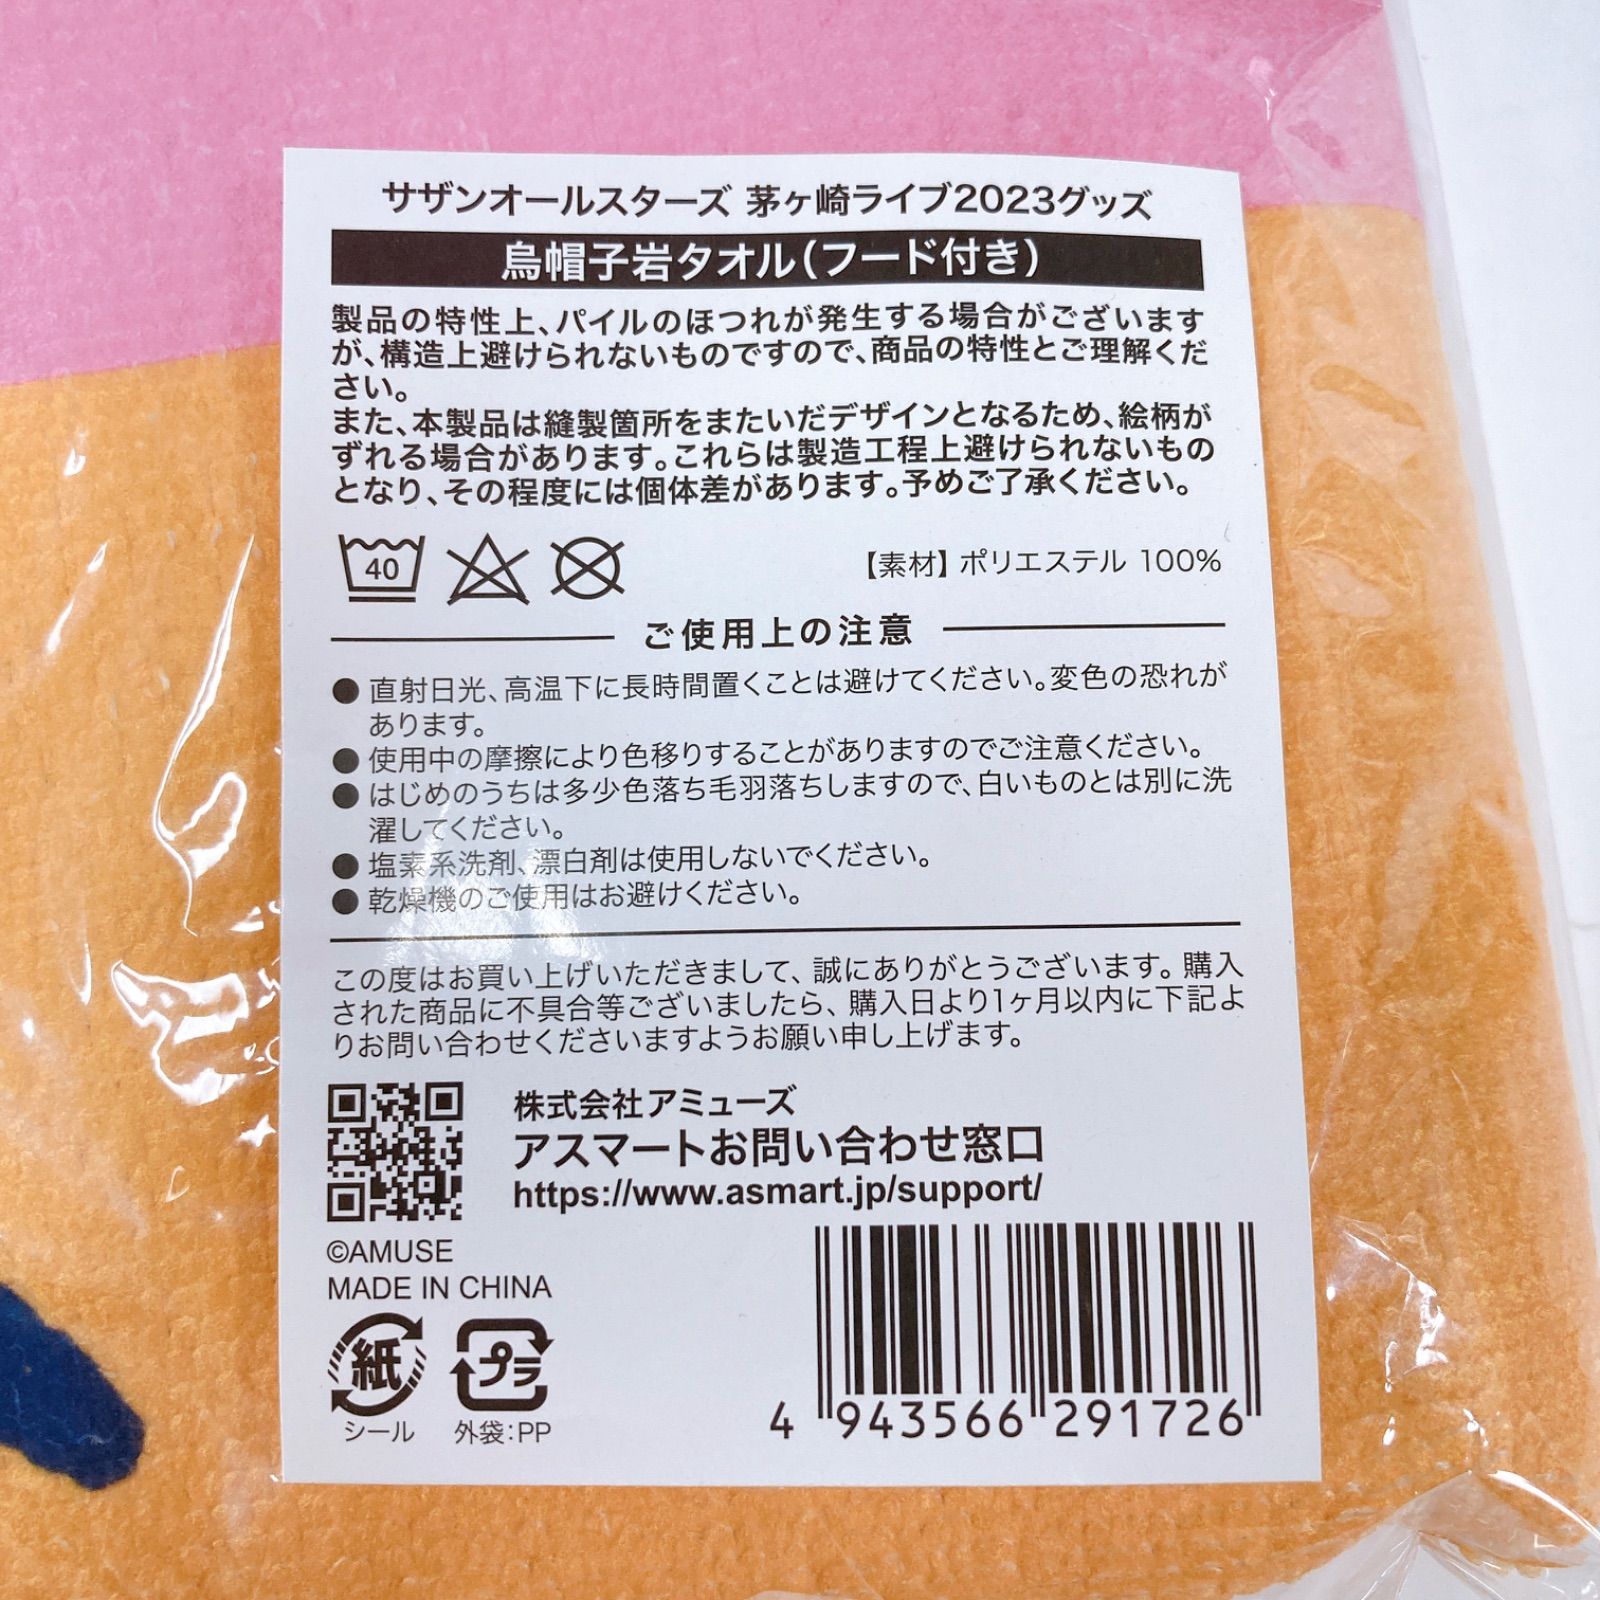 サザンオールスターズ 茅ヶ崎ライブ2023グッズ
烏帽子岩タオル(フード付き)
製品の特性上、パイルのほつれが発生する場合がございます
が、構造上避けられないものですので、商品の特性とご理解くだ
さい。
また、本製品は縫製箇所をまたいだデザインとなるため、絵柄が
ずれる場合があります。これらは製造工程上避けられないもの
となり、その程度には個体差があります。予めご了承ください。
40
【素材】 ポリエステル 100%
ご使用上の注意
● 直射日光、高温下に長時間置くことは避けてください。変色の恐れが
あります。
● 使用中の摩擦により色移りすることがありますのでご注意ください。
● はじめのうちは多少色落ち毛羽落ちしますので、白いものとは別に洗
濯してください。
● 塩素系洗剤、漂白剤は使用しないでください。
● 乾燥機のご使用はお避けください。
この度はお買い上げいただきまして、誠にありがとうございます。購入
された商品に不具合等ございましたら、購入日より1ヶ月以内に下記よ
りお問い合わせくださいますようお願い申し上げます。
株式会社アミューズ
アスマートお問い合わせ窓口
https://www.asmart.jp/support/
©AMUSE
MADE IN CHINA
紙
シール
プラ
外袋:PP
4 943566 291726